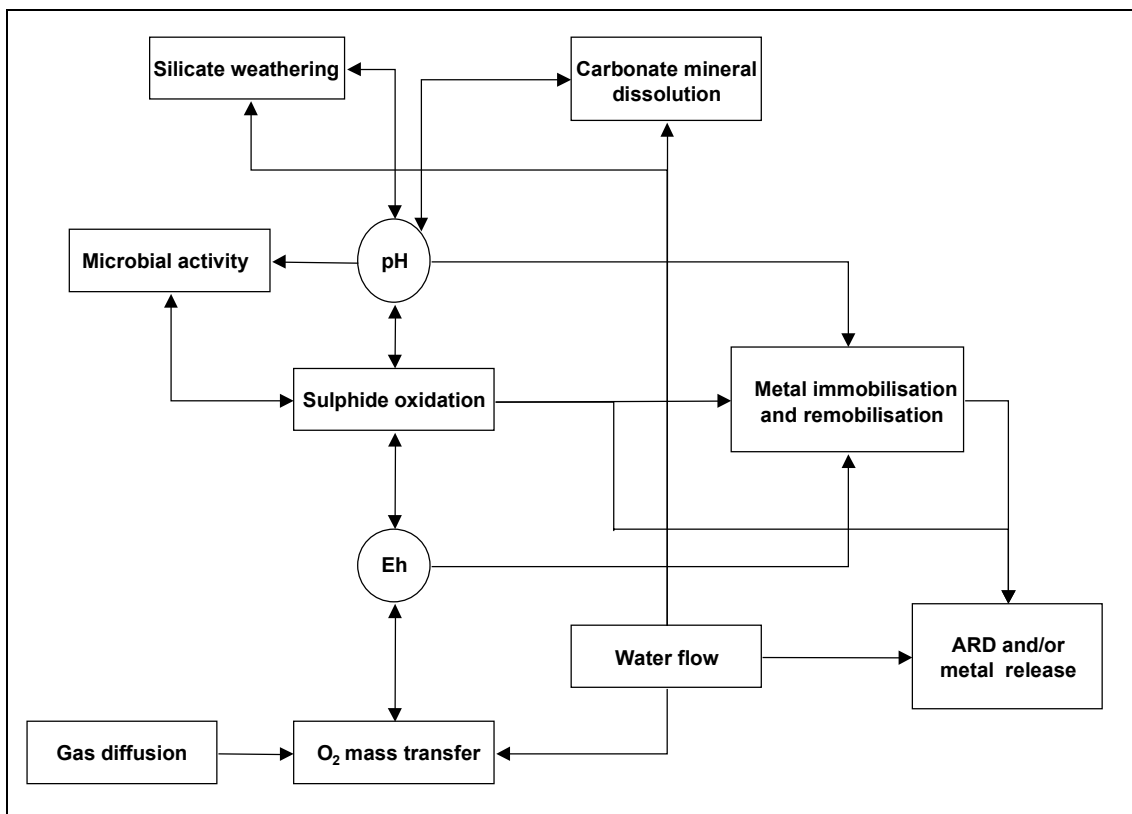 Silicate weathering
Carbonate mineral
dissolution
Microbial activity
pH
Sulphide oxidation
Metal immobilisation
and remobilisation
Eh
Water flow
ARD and/or
metal release
Gas diffusion
O₂ mass transfer